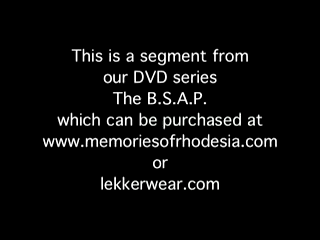 This is a segment from
our DVD series
The B.S.A.P.
which can be purchased at
www.memoriesofrhodesia.com
or
lekkerwear.com